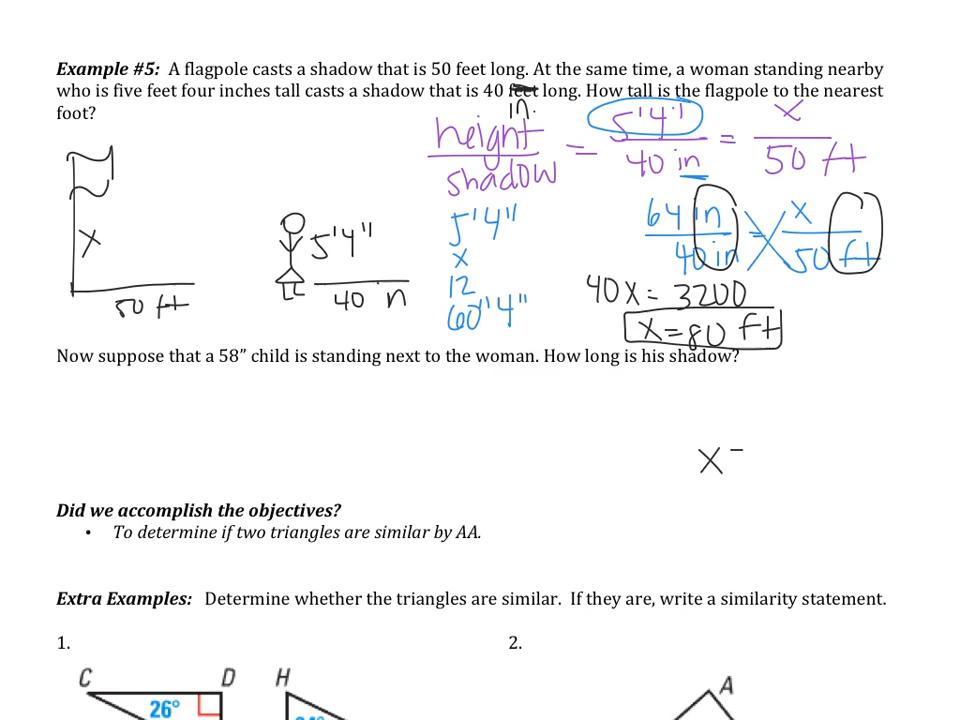 Example #5: A flagpole casts a shadow that is 50 feet long. At the same time, a woman standing nearby
who is five feet four inches tall casts a shadow that is 40 feet long. How tall is the flagpole to the nearest
foot?
in.
height / shadow = 5'4" / 40 in = x / 50 ft
x
50 ft
5'4"
40 in
5'4"
x
12
60" 4"
64 in / 40 in = x / 50 ft
40x = 3200
x = 80 ft
Now suppose that a 58” child is standing next to the woman. How long is his shadow?
x =
Did we accomplish the objectives?
• To determine if two triangles are similar by AA.
Extra Examples: Determine whether the triangles are similar. If they are, write a similarity statement.
1.
2.
C D H
A
26°